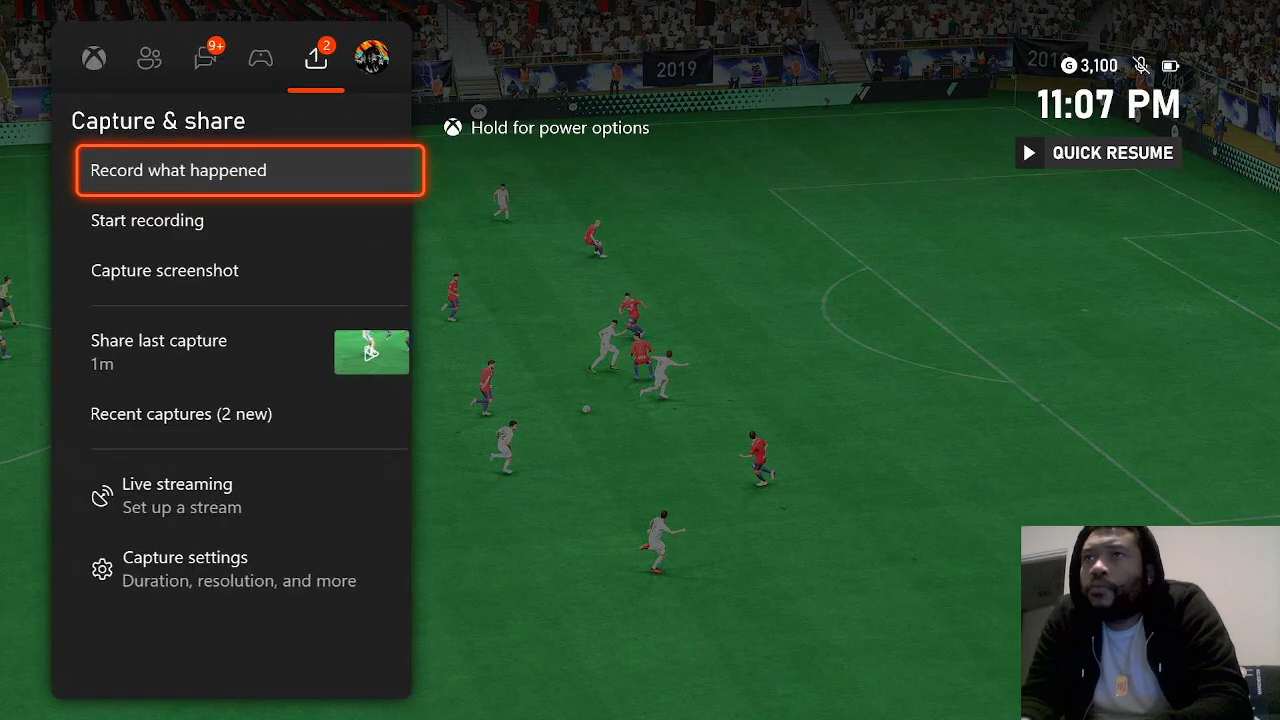 9+
2
Capture & share
Record what happened
Start recording
Capture screenshot
Share last capture
1m
Recent captures (2 new)
Live streaming
Set up a stream
Capture settings
Duration, resolution, and more
Hold for power options
2019
G 3,100
11:07 PM
QUICK RESUME